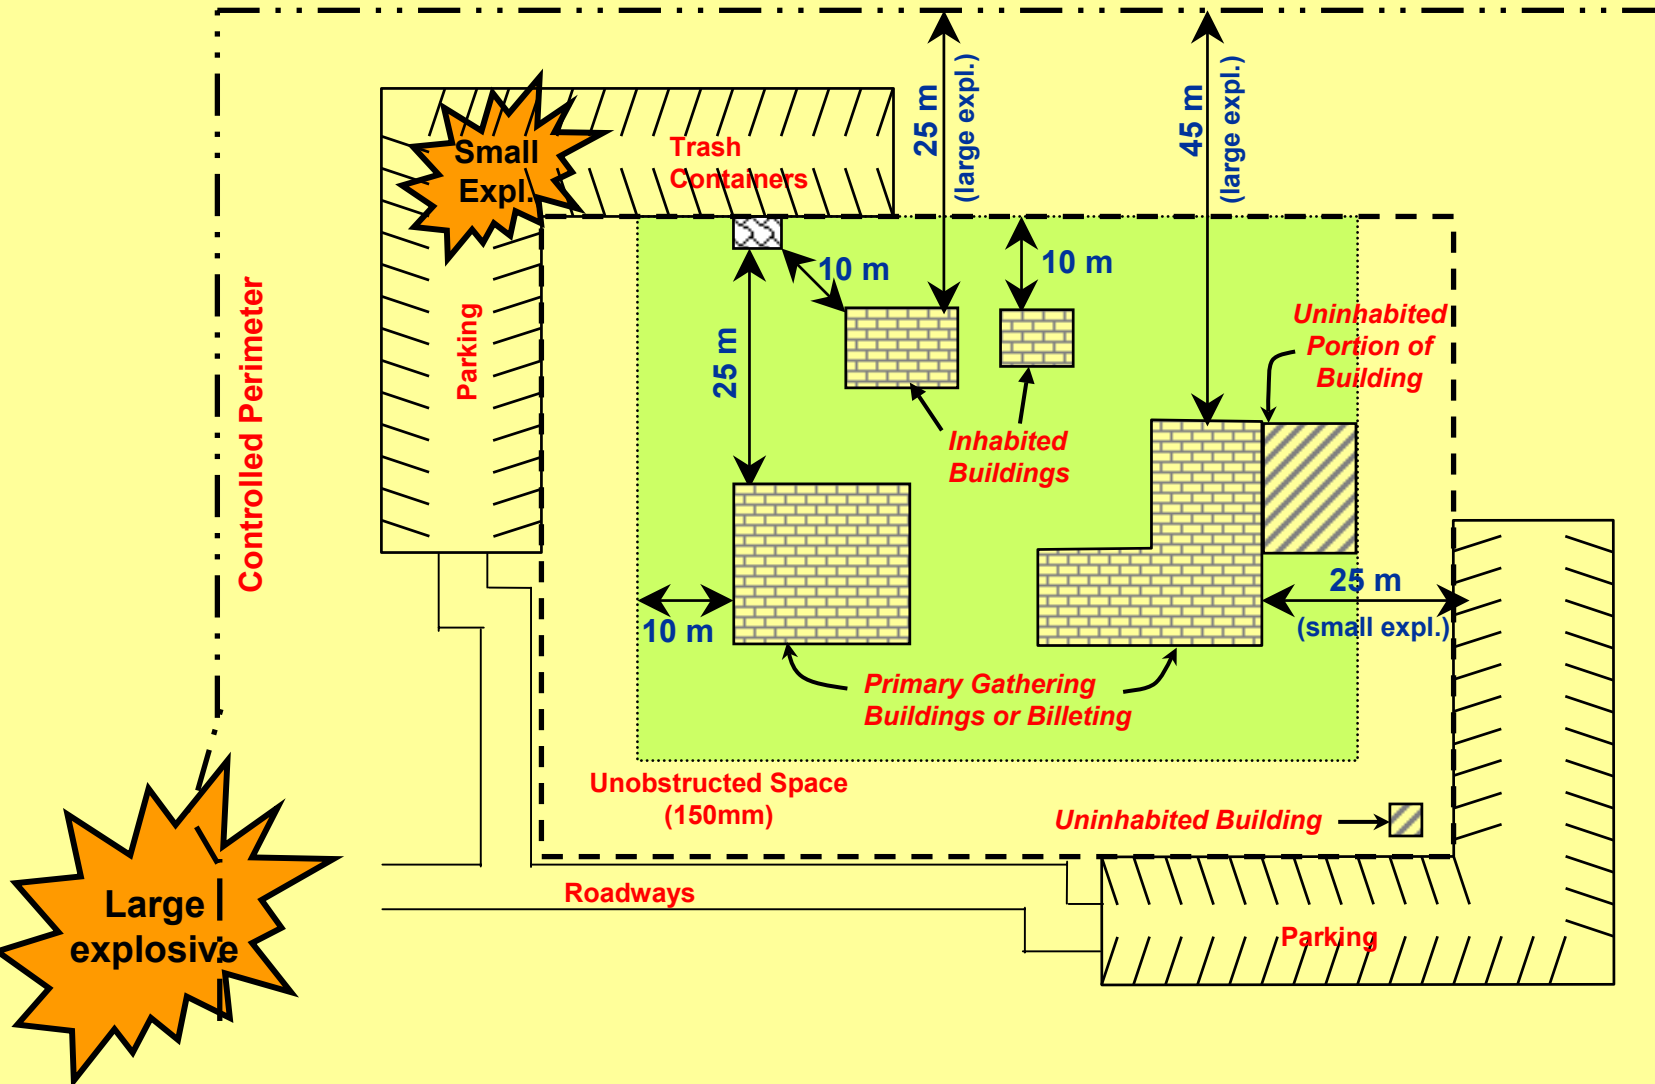 25 m
(large expl.)
45 m
(large expl.)
Small
Expl.
Trash
Containers
10 m
10 m
Controlled Perimeter
Parking
25 m
Uninhabited
Portion of
Building
Inhabited
Buildings
25 m
(small expl.)
10 m
Primary Gathering
Buildings or Billeting
Unobstructed Space
(150mm)
Uninhabited Building
Large
explosive
Roadways
Parking